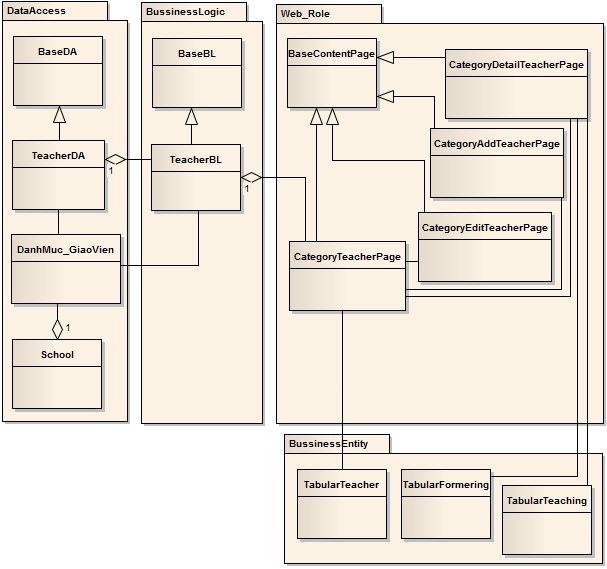 DataAccess
BaseDA
TeacherDA
1
DanhMuc_GiaoVien
1
School
BussinessLogic
BaseBL
TeacherBL
1
Web_Role
BaseContentPage
CategoryDetailTeacherPage
CategoryAddTeacherPage
CategoryEditTeacherPage
CategoryTeacherPage
BussinessEntity
TabularTeacher
TabularFormering
TabularTeaching